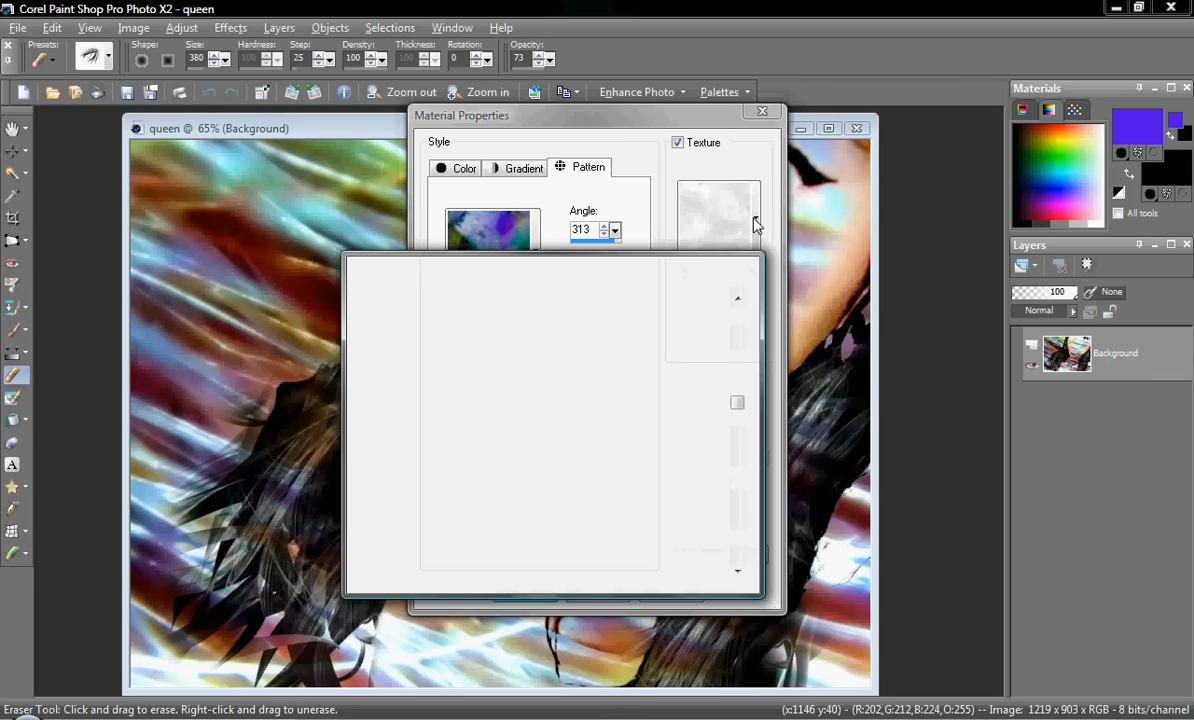 Corel Paint Shop Pro Photo X2 - queen
File Edit View Image Adjust Effects Layers Objects Selections Window Help
Presets: Shape: Size: Hardness: Step: Density: Thickness: Rotation: Opacity:
380 100 25 100 100 0 73
Zoom out Zoom in Enhance Photo Palettes
queen @ 65% (Background)
Material Properties
Style
Texture
Color Gradient Pattern
Angle:
313
Materials
All tools
Layers
100 None
Normal
Background
Eraser Tool: Click and drag to erase. Right-click and drag to unerase.
(x:1146 y:40) - (R:202,G:212,B:224,O:255) -- Image: 1219 x 903 x RGB - 8 bits/channel